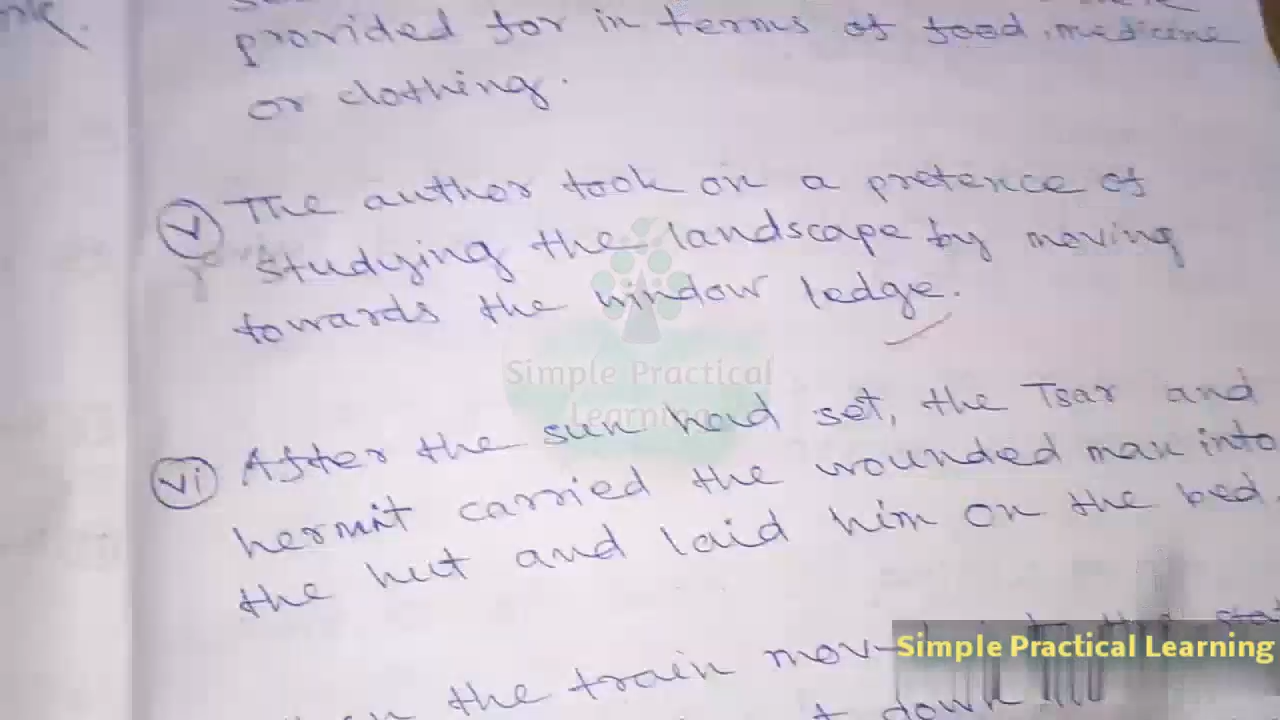 provided for in terms of food, medicine
or clothing.
v The author took on a pretence of
studying the landscape by moving
towards the window ledge.
Simple Practical
Learning
vi After the sun had set, the Tsar and
hermit carried the wounded man into
the hut and laid him on the bed.
the train
down
Simple Practical Learning